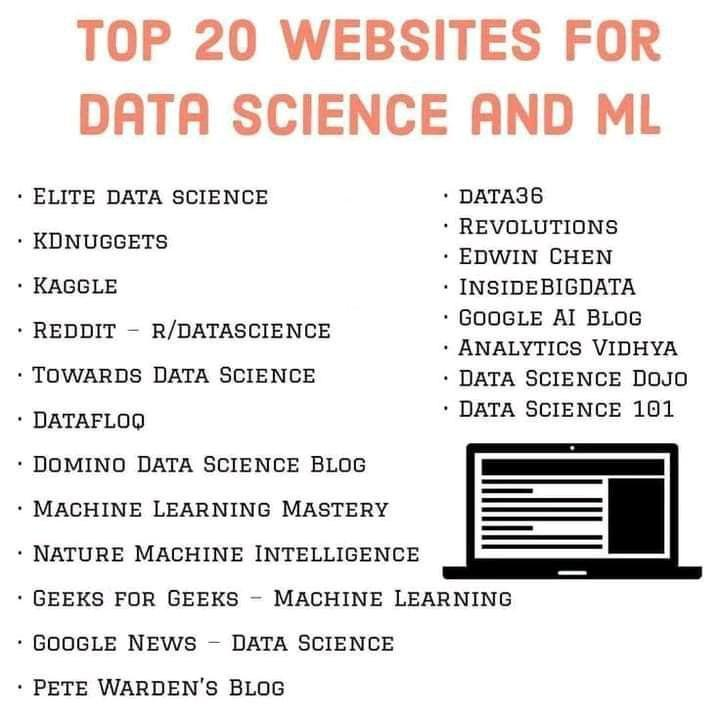 TOP 20 WEBSITES FOR
DATA SCIENCE AND ML
· Elite data science
· KDnuggets
· Kaggle
· Reddit – r/datascience
· Towards Data Science
· Datafloq
· Domino Data Science Blog
· Machine Learning Mastery
· Nature Machine Intelligence
· Geeks for Geeks – Machine Learning
· Google News – Data Science
· Pete Warden's Blog
· data36
· Revolutions
· Edwin Chen
· InsideBIGDATA
· Google AI Blog
· Analytics Vidhya
· Data Science Dojo
· Data Science 101